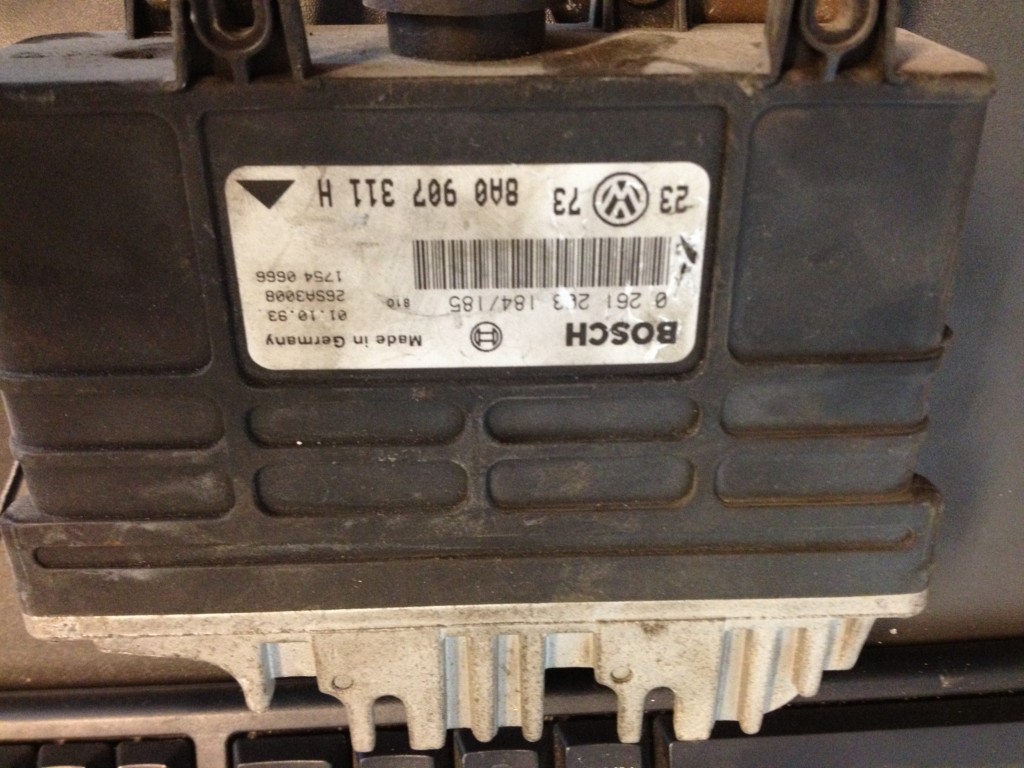 BOSCH Made in Germany
0 261 203 184/185 01.10.93
810 26SA3008
1754 0666
23 VW 73 8A0 907 311 H